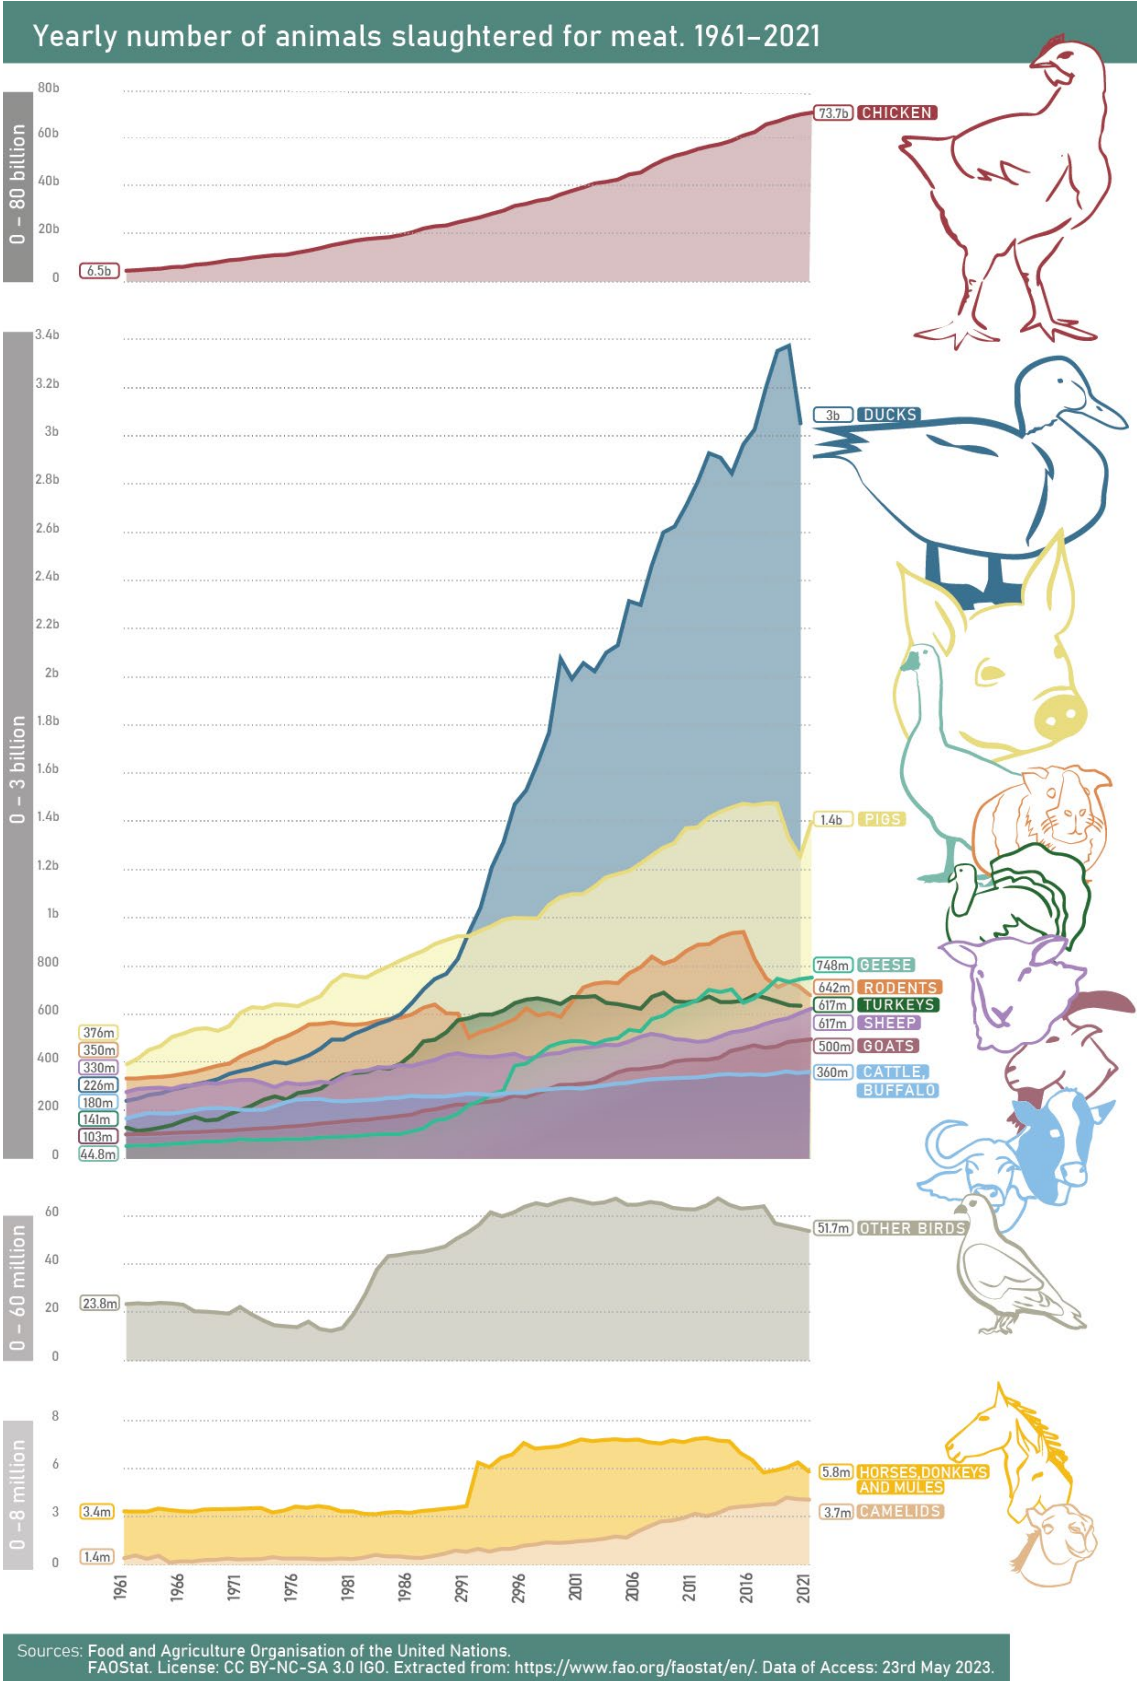 Yearly number of animals slaughtered for meat. 1961–2021
0 – 80 billion
80b
60b
40b
20b
0
6.5b
73.7b CHICKEN
0 – 3 billion
3.4b
3.2b
3b
2.8b
2.6b
2.4b
2.2b
2b
1.8b
1.6b
1.4b
1.2b
1b
800
600
400
200
0
376m
350m
330m
226m
180m
141m
103m
44.8m
3b DUCKS
1.4b PIGS
748m GEESE
642m RODENTS
617m TURKEYS
617m SHEEP
500m GOATS
360m CATTLE,
BUFFALO
0 – 60 million
60
40
20
0
23.8m
51.7m OTHER BIRDS
0 –8 million
8
6
3
0
3.4m
1.4m
5.8m HORSES,DONKEYS
AND MULES
3.7m CAMELIDS
1961
1966
1971
1976
1981
1986
2991
2996
2001
2006
2011
2016
2021
Sources: Food and Agriculture Organisation of the United Nations.
FAOStat. License: CC BY-NC-SA 3.0 IGO. Extracted from: https://www.fao.org/faostat/en/. Data of Access: 23rd May 2023.